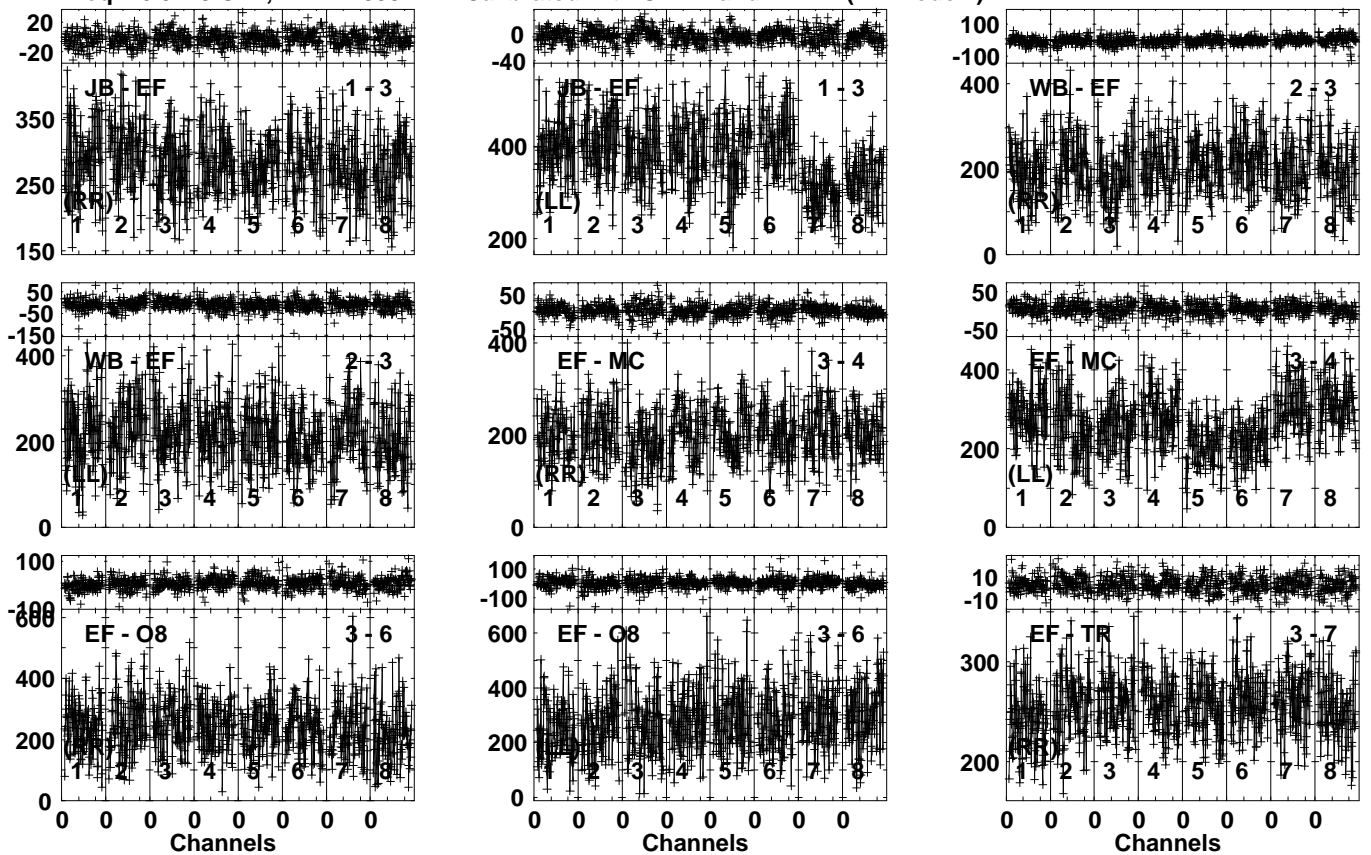 20
-20
JB - EF 1 - 3
350
250
150
(RR)
1 2 3 4 5 6 7 8
0
-40
JB - EF 1 - 3
400
200
(LL)
1 2 3 4 5 6 7 8
100
-100
WB - EF 2 - 3
400
200
0
(RR)
1 2 3 4 5 6 7 8
50
-50
-150
WB - EF 2 - 3
400
200
0
(LL)
1 2 3 4 5 6 7 8
50
-50
EF - MC 3 - 4
400
200
0
(RR)
1 2 3 4 5 6 7 8
50
-50
EF - MC 3 - 4
400
200
0
(LL)
1 2 3 4 5 6 7 8
100
-100
EF - O8 3 - 6
600
400
200
0
(RR)
1 2 3 4 5 6 7 8
100
-100
EF - O8 3 - 6
600
400
200
0
(LL)
1 2 3 4 5 6 7 8
10
-10
EF - TR 3 - 7
300
200
(RR)
1 2 3 4 5 6 7 8
0 0 0 0 0 0 0 0
0 0 0 0 0 0 0 0
0 0 0 0 0 0 0 0
Channels
Channels
Channels